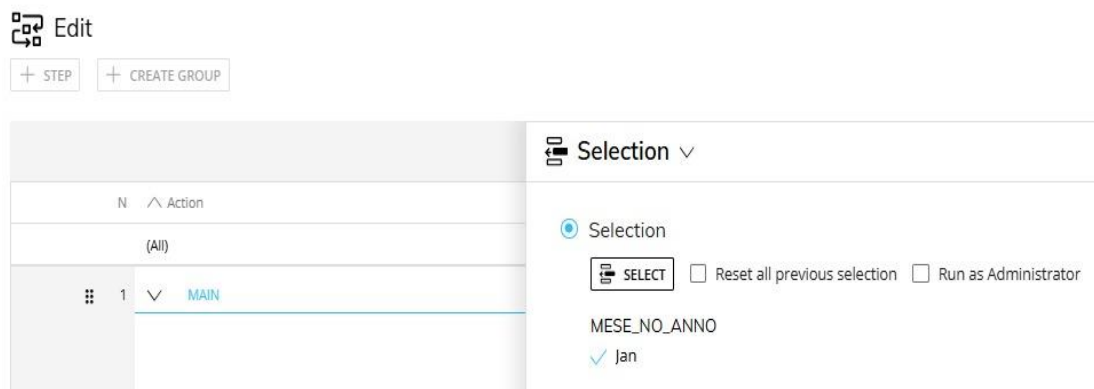 Edit
+ STEP + CREATE GROUP
Selection
N Action
(All)
1 MAIN
Selection
SELECT Reset all previous selection Run as Administrator
MESE_NO_ANNO
Jan